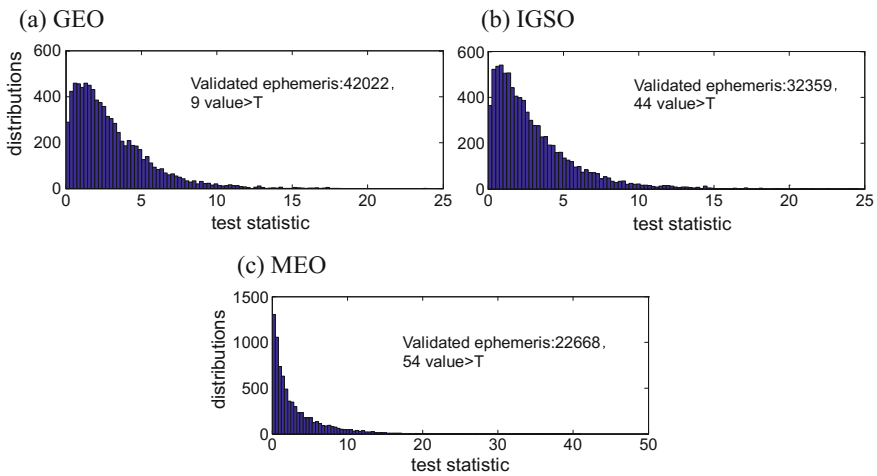 (a) GEO
distributions
600
400
200
0
Validated ephemeris:42022,
9 value>T
0 5 10 15 20 25
test statistic
(b) IGSO
600
400
200
0
Validated ephemeris:32359,
44 value>T
0 5 10 15 20 25
test statistic
(c) MEO
distributions
1500
1000
500
0
Validated ephemeris:22668,
54 value>T
0 10 20 30 40 50
test statistic